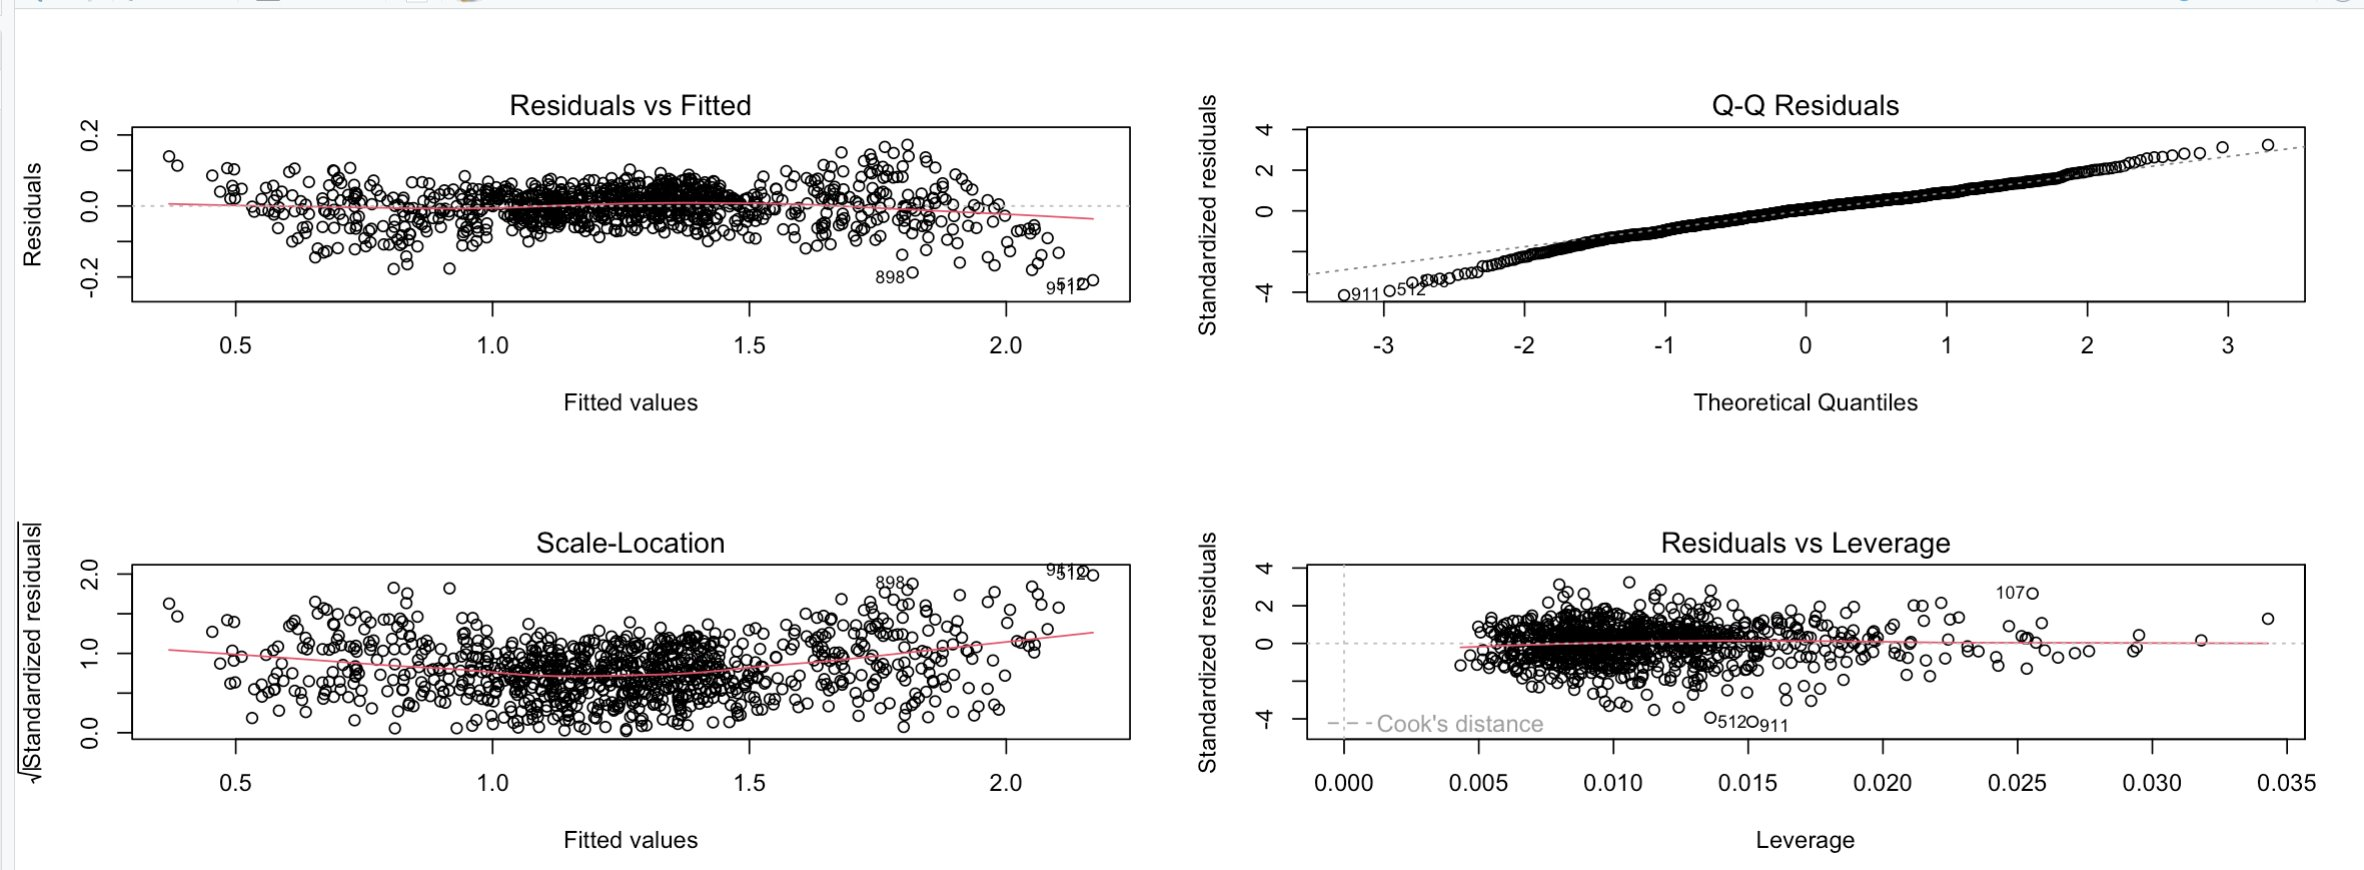 Residuals vs Fitted
Residuals
-0.2 0.0 0.2
898
512
911
0.5 1.0 1.5 2.0
Fitted values
Q-Q Residuals
Standardized residuals
-4 0 2 4
911 512 898
-3 -2 -1 0 1 2 3
Theoretical Quantiles
Scale-Location
√|Standardized residuals|
0.0 1.0 2.0
898
911
512
0.5 1.0 1.5 2.0
Fitted values
Residuals vs Leverage
Standardized residuals
-4 0 2 4
107
Cook's distance
512 911
0.000 0.005 0.010 0.015 0.020 0.025 0.030 0.035
Leverage